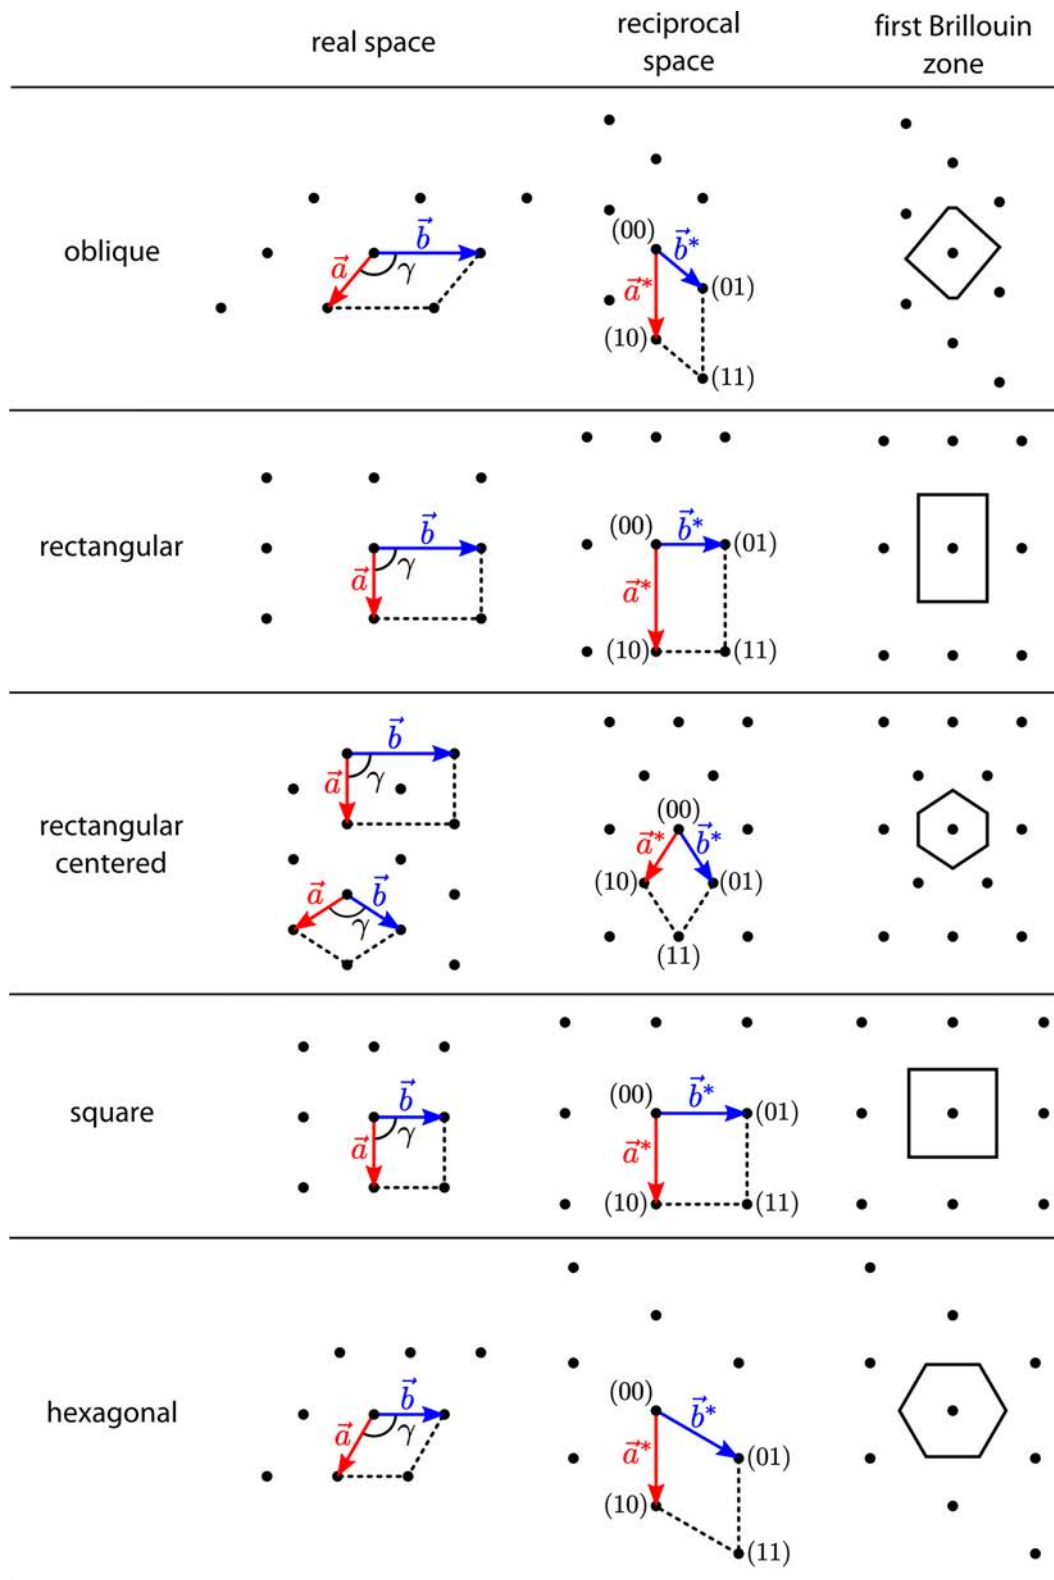 real space
reciprocal
space
first Brillouin
zone
oblique
b⃗
a⃗
γ
(00)
b⃗*
a⃗*
(01)
(10)
(11)
rectangular
b⃗
a⃗
γ
(00)
b⃗*
(01)
a⃗*
(10)
(11)
rectangular
centered
b⃗
a⃗
γ
a⃗
b⃗
γ
(00)
a⃗*
b⃗*
(10)
(01)
(11)
square
b⃗
a⃗
γ
(00)
b⃗*
(01)
a⃗*
(10)
(11)
hexagonal
b⃗
a⃗
γ
(00)
b⃗*
a⃗*
(01)
(10)
(11)